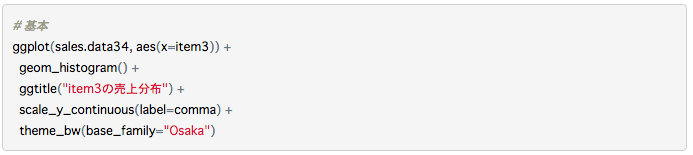 # 基本
ggplot(sales.data34, aes(x=item3)) +
  geom_histogram() +
  ggtitle("item3の売上分布") +
  scale_y_continuous(label=comma) +
  theme_bw(base_family="Osaka")